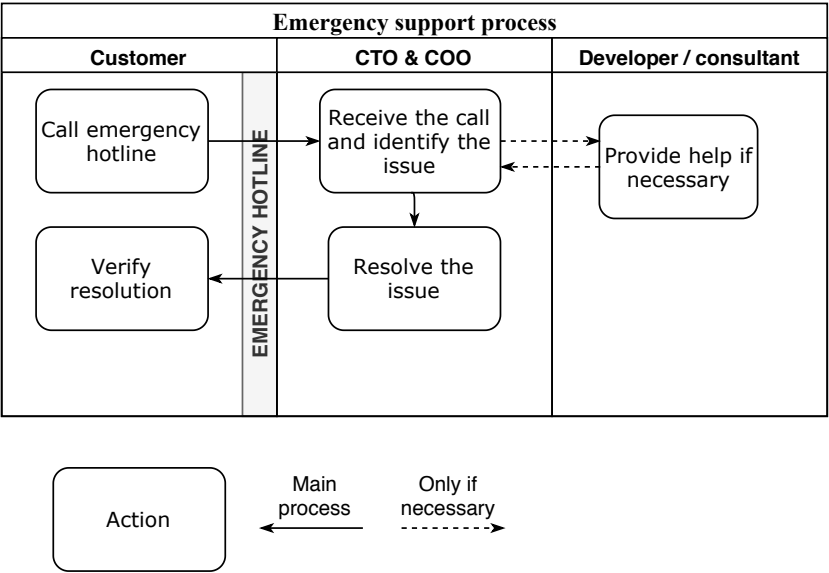 Emergency support process
Customer
CTO & COO
Developer / consultant
Call emergency
hotline
EMERGENCY HOTLINE
Receive the call
and identify the
issue
Provide help if
necessary
Verify
resolution
Resolve the
issue
Action
Main
process
Only if
necessary